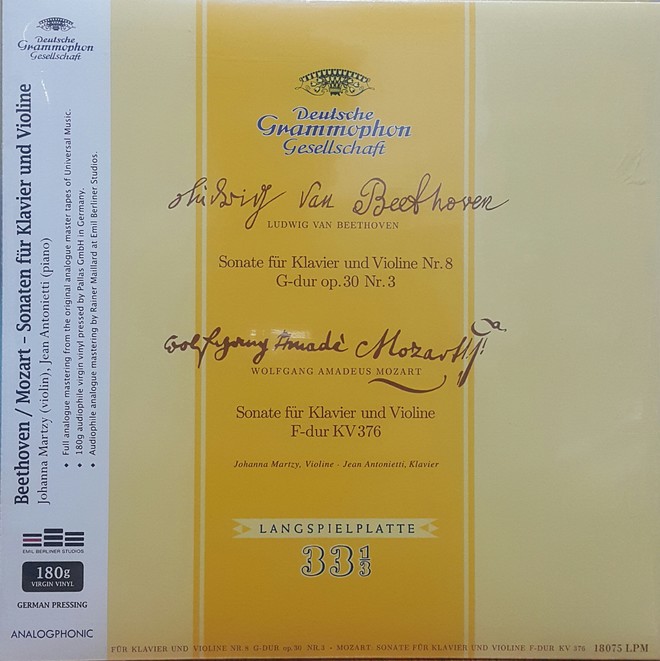 Deutsche
Grammophon
Gesellschaft
Beethoven / Mozart – Sonaten für Klavier und Violine
Johanna Martzy (violin), Jean Antonietti (piano)
♦ Full analogue mastering from the original analogue master tapes of Universal Music.
♦ 180g audiophile virgin vinyl pressed by Pallas GmbH in Germany.
♦ Audiophile analogue mastering by Rainer Maillard at Emil Berliner Studios.
EMIL BERLINER STUDIOS
180g
VIRGIN VINYL
GERMAN PRESSING
ANALOGPHONIC
Deutsche
Grammophon
Gesellschaft
Ludwig van Beethoven
LUDWIG VAN BEETHOVEN
Sonate für Klavier und Violine Nr. 8
G-dur op. 30 Nr. 3
Wolfgang Amadè Mozart
WOLFGANG AMADEUS MOZART
Sonate für Klavier und Violine
F-dur KV 376
Johanna Martzy, Violine - Jean Antonietti, Klavier
LANGSPIELPLATTE
33 1/3
FÜR KLAVIER UND VIOLINE NR. 8 G-DUR op. 30 NR. 3 - MOZART: SONATE FÜR KLAVIER UND VIOLINE F-DUR KV 376 18075 LPM